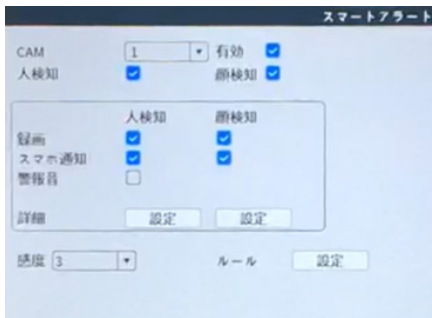 スマートアラート
CAM 1 有効
人検知 顔検知
人検知 顔検知
録画
スマホ通知
警報音
詳細 設定 設定
感度 3 ルール 設定